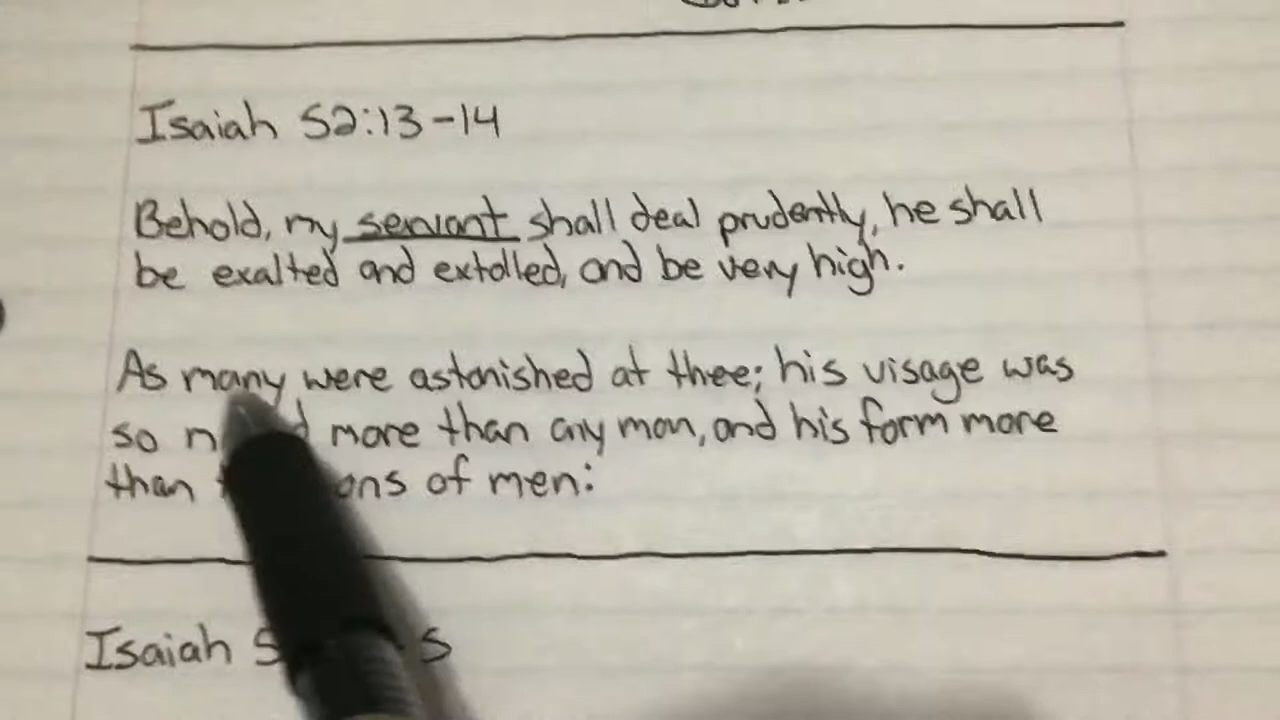 Isaiah 52:13-14
Behold, my servant shall deal prudently, he shall
be exalted and extolled, and be very high.
As many were astonished at thee; his visage was
so more than any man, and his form more
than of men:
Isaiah